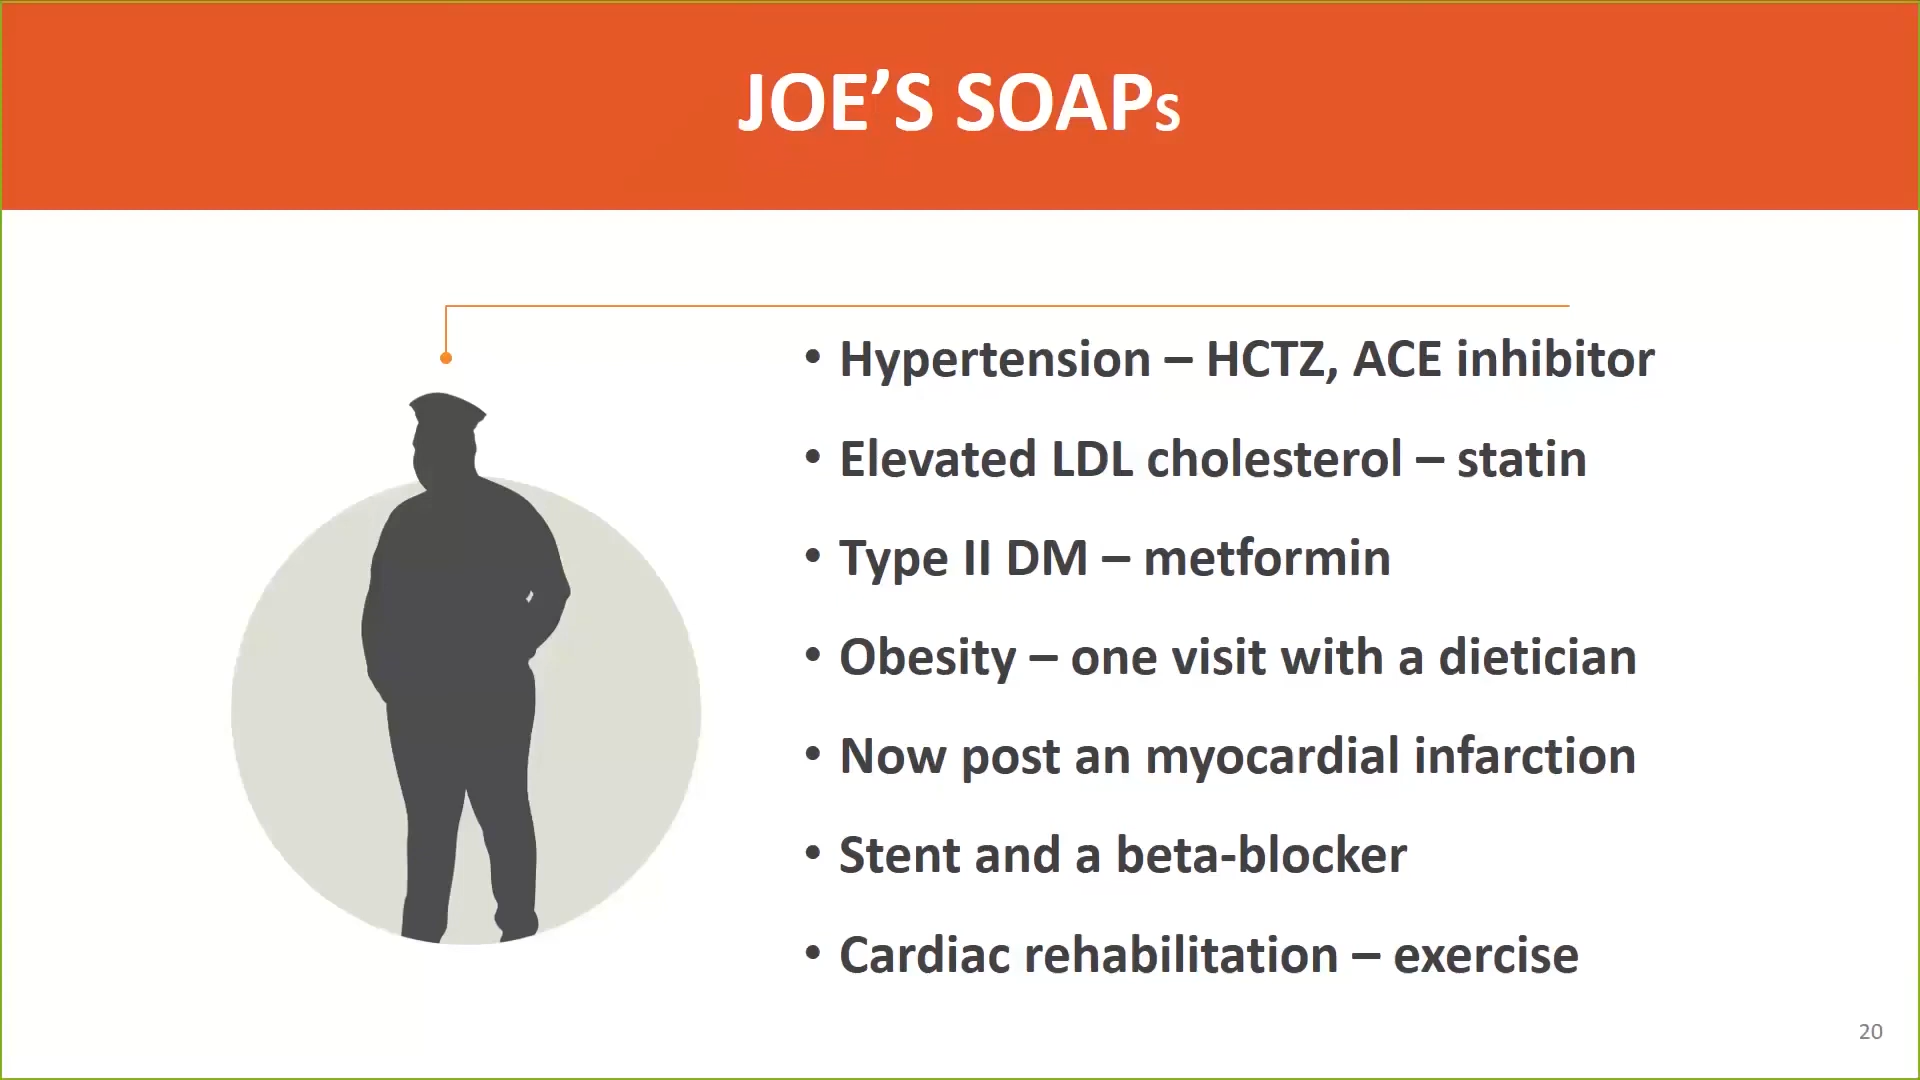 JOE’S SOAPs
• Hypertension – HCTZ, ACE inhibitor
• Elevated LDL cholesterol – statin
• Type II DM – metformin
• Obesity – one visit with a dietician
• Now post an myocardial infarction
• Stent and a beta-blocker
• Cardiac rehabilitation – exercise
20